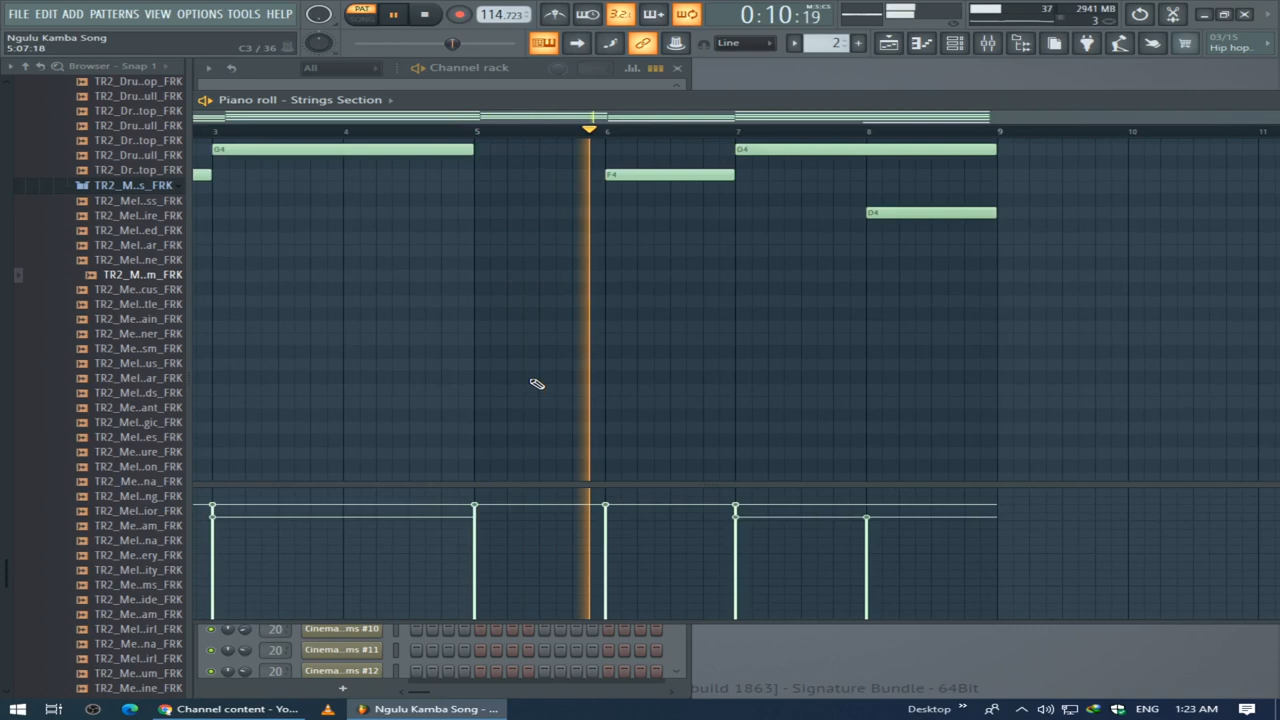 FILE EDIT ADD PATTERNS VIEW OPTIONS TOOLS HELP
PAT
SONG
114.723
3.2.
0:10:19
M:S:CS
37
2941 MB
3
Ngulu Kamba Song
5:07:18
C3 / 36
Line
2
03/15
Hip hop..
Browser - Snap 1
All
Channel rack
Piano roll - Strings Section
3 4 5 6 7 8 9 10 11
TR2_Dru..op_FRK
TR2_Dru..ull_FRK
TR2_Dr..top_FRK
TR2_Dru..ull_FRK
TR2_Dr..top_FRK
TR2_Dru..ull_FRK
TR2_Dr..top_FRK
TR2_M..s_FRK
TR2_Mel..ss_FRK
TR2_Mel..ire_FRK
TR2_Mel..ed_FRK
TR2_Mel..ar_FRK
TR2_Mel..ne_FRK
TR2_M..m_FRK
TR2_Me..cus_FRK
TR2_Mel..tle_FRK
TR2_Me..ain_FRK
TR2_Me..ner_FRK
TR2_Me..sm_FRK
TR2_Mel..us_FRK
TR2_Mel..ar_FRK
TR2_Mel..ds_FRK
TR2_Me..ant_FRK
TR2_Mel..gic_FRK
TR2_Me..es_FRK
TR2_Me..ure_FRK
TR2_Mel..on_FRK
TR2_Me..na_FRK
TR2_Me..ng_FRK
TR2_Mel..ior_FRK
TR2_Me..am_FRK
TR2_Mel..na_FRK
TR2_Me..ery_FRK
TR2_Mel..ity_FRK
TR2_Me..ms_FRK
TR2_Me..ide_FRK
TR2_Me..am_FRK
TR2_Mel..irl_FRK
TR2_Me..na_FRK
TR2_Mel..irl_FRK
TR2_Me..um_FRK
TR2_Me..ine_FRK
G4
F4
D4
20 Cinema...ms #10
20 Cinema...ms #11
20 Cinema...ms #12
build 1863] - Signature Bundle - 64Bit
Channel content - Yo...
Ngulu Kamba Song - ...
Desktop
ENG
1:23 AM